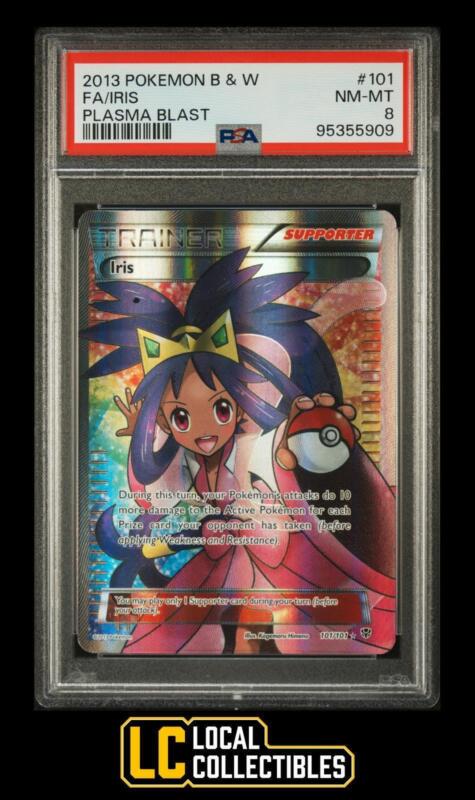 2013 POKEMON B & W #101
FA/IRIS NM-MT
PLASMA BLAST 8
PSA 95355909
TRAINER SUPPORTER
Iris
During this turn, your Pokémon's attacks do 10
more damage to the Active Pokémon for each
Prize card your opponent has taken (before
applying Weakness and Resistance).
You may play only 1 Supporter card during your turn (before
your attack).
©2013 Pokémon Illus. Kagemaru Himeno 101/101
LC LOCAL
COLLECTIBLES